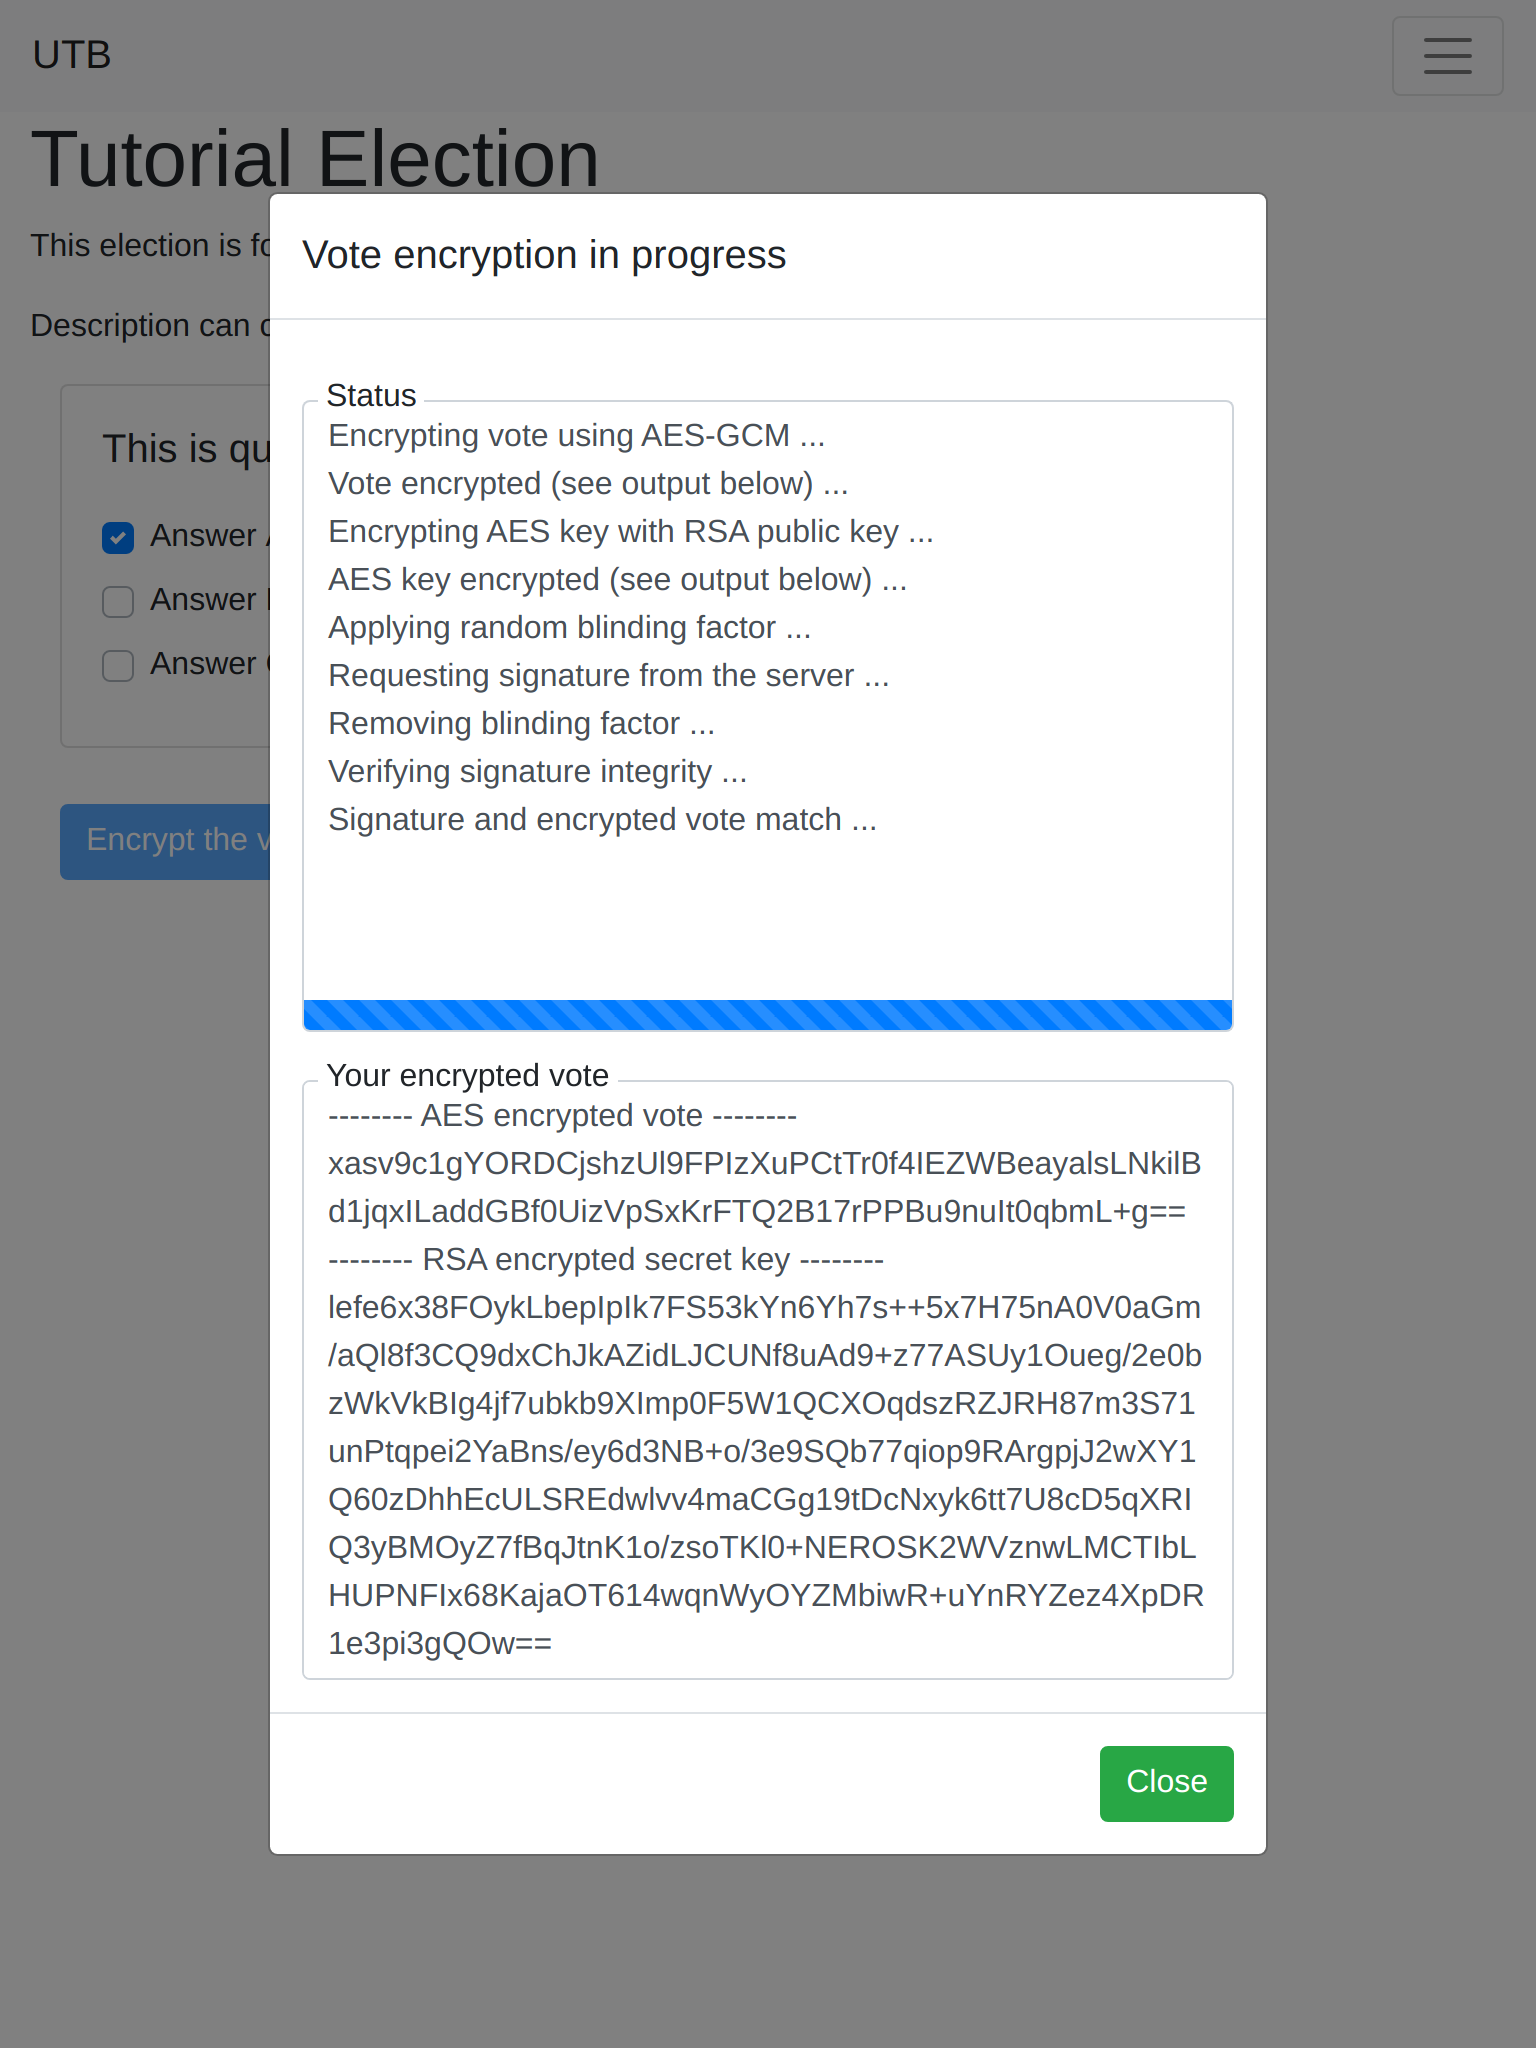 UTB
Tutorial Election
This election is
Description can
This is
Answer
Answer
Answer
Encrypt the
Vote encryption in progress
Status
Encrypting vote using AES-GCM ...
Vote encrypted (see output below) ...
Encrypting AES key with RSA public key ...
AES key encrypted (see output below) ...
Applying random blinding factor ...
Requesting signature from the server ...
Removing blinding factor ...
Verifying signature integrity ...
Signature and encrypted vote match ...
Your encrypted vote
-------- AES encrypted vote --------
xasv9c1gYORDCjshzUl9FPIzXuPCtTr0f4IEZWBeayalsLNkilB
d1jqxILaddGBf0UizVpSxKrFTQ2B17rPPBu9nuIt0qbmL+g==
-------- RSA encrypted secret key --------
lefe6x38FOykLbepIpIk7FS53kYn6Yh7s++5x7H75nA0V0aGm
/aQl8f3CQ9dxChJkAZidLJCUNf8uAd9+z77ASUy1Oueg/2e0b
zWkVkBIg4jf7ubkb9XImp0F5W1QCXOqdszRZJRH87m3S71
unPtqpei2YaBns/ey6d3NB+o/3e9SQb77qiop9RArgpjJ2wXY1
Q60zDhhEcULSREdwlvv4maCGg19tDcNxyk6tt7U8cD5qXRI
Q3yBMOyZ7fBqJtnK1o/zsoTKl0+NEROSK2WVznwLMCTIbL
HUPNFIx68KajaOT614wqnWyOYZMbiwR+uYnRYZez4XpDR
1e3pi3gQOw==
Close